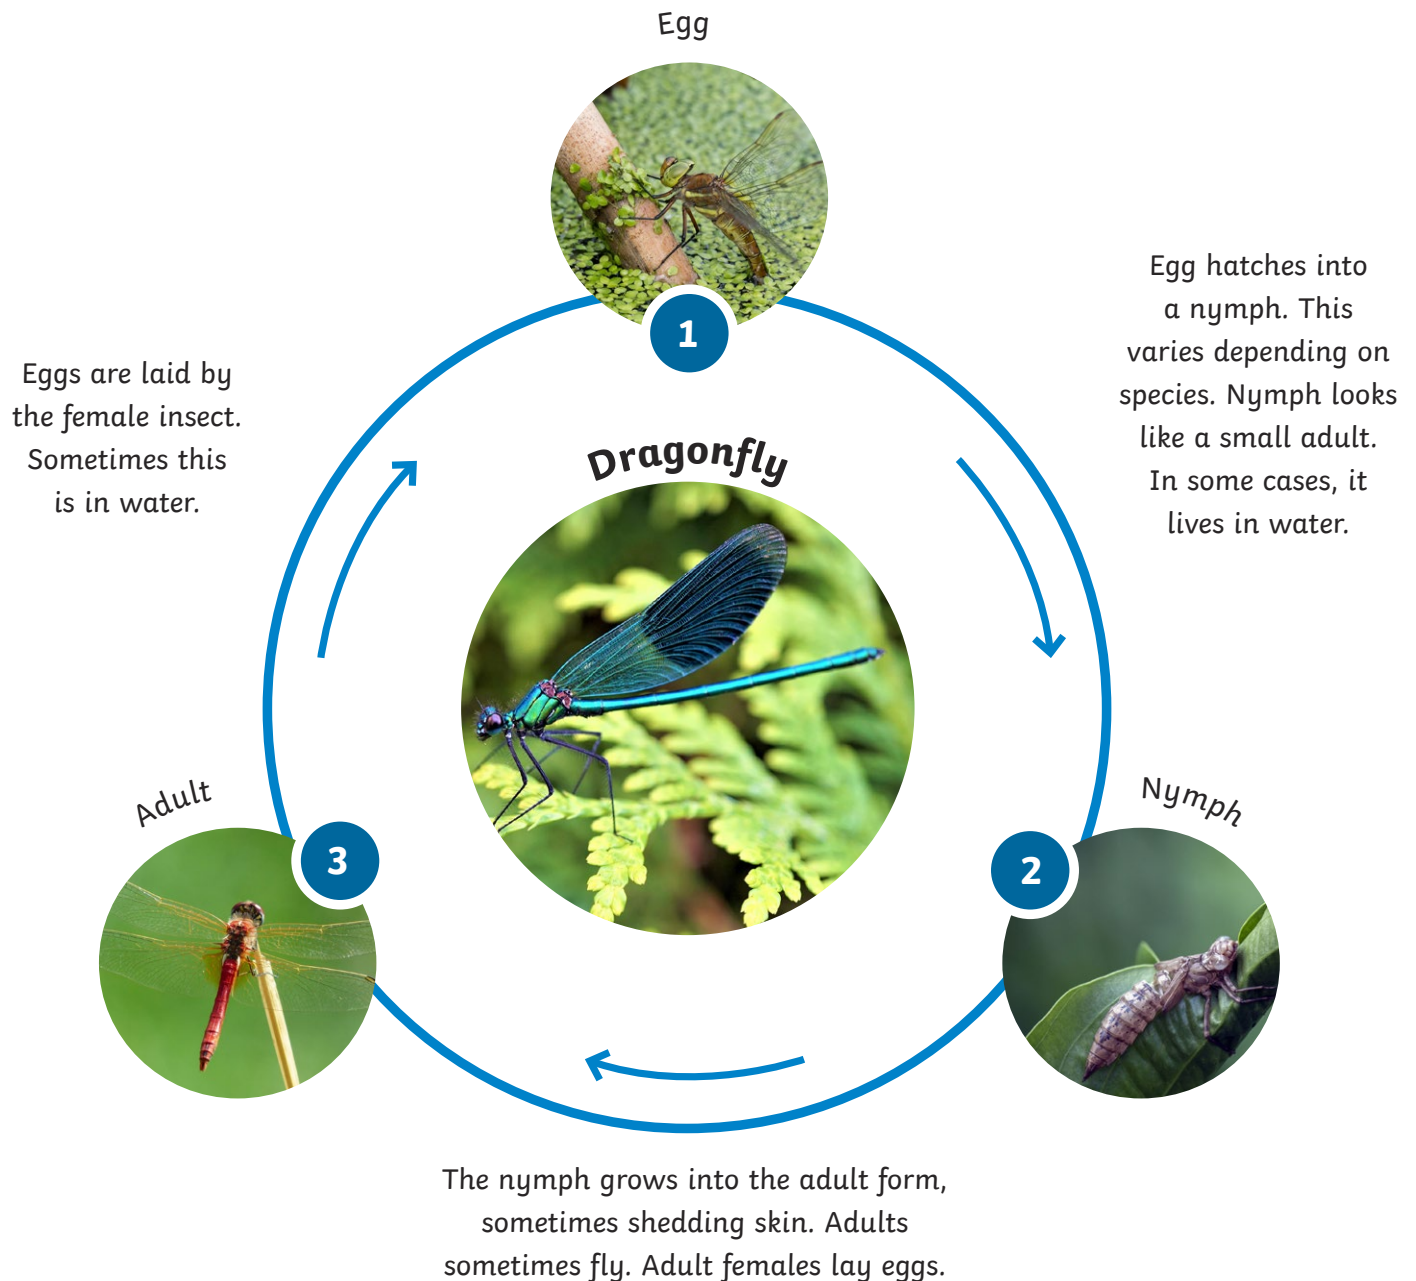 Egg
1
Egg hatches into
a nymph. This
varies depending on
species. Nymph looks
like a small adult.
In some cases, it
lives in water.
Nymph
2
The nymph grows into the adult form,
sometimes shedding skin. Adults
sometimes fly. Adult females lay eggs.
Adult
3
Eggs are laid by
the female insect.
Sometimes this
is in water.
Dragonfly